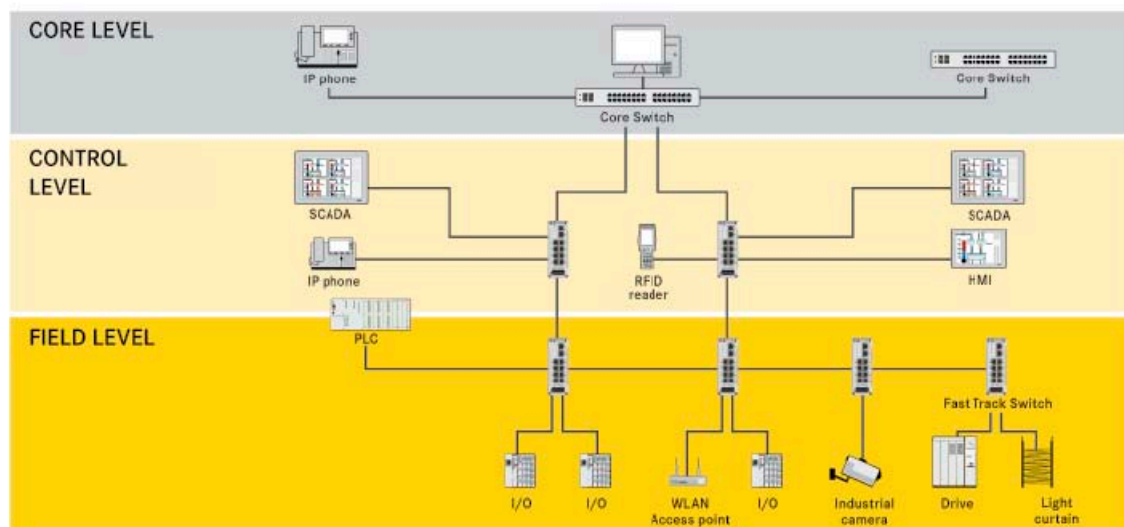 CORE LEVEL
IP phone
Core Switch
Core Switch
CONTROL
LEVEL
SCADA
SCADA
IP phone
RFID
reader
HMI
FIELD LEVEL
PLC
Fast Track Switch
I/O
I/O
WLAN
Access point
I/O
Industrial
camera
Drive
Light
curtain